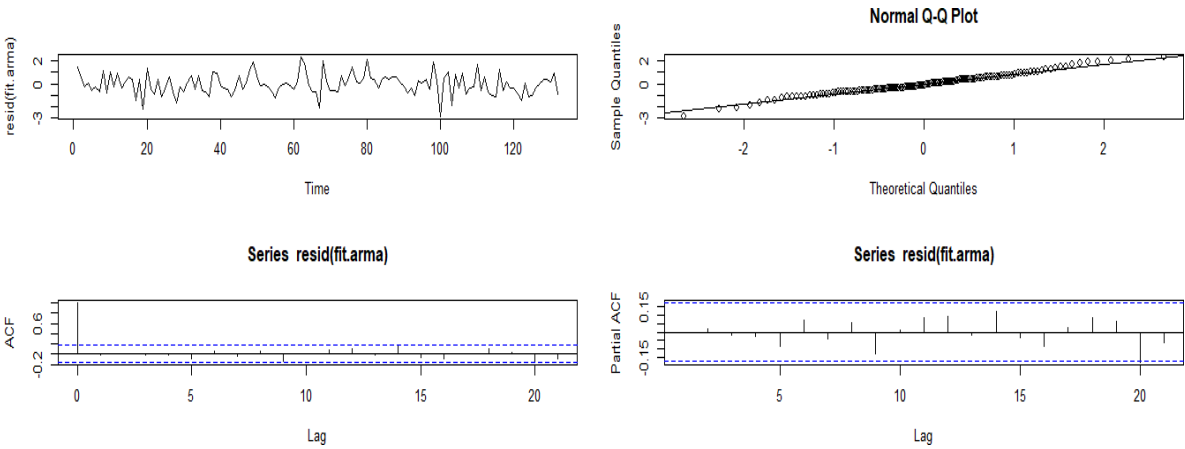 resid(fit.arma)
2
0
-3
0
20
40
60
80
100
120
Time
Normal Q-Q Plot
Sample Quantiles
2
0
-3
-2
-1
0
1
2
Theoretical Quantiles
Series resid(fit.arma)
ACF
0.6
-0.2
0
5
10
15
20
Lag
Series resid(fit.arma)
Partial ACF
0.15
-0.15
5
10
15
20
Lag